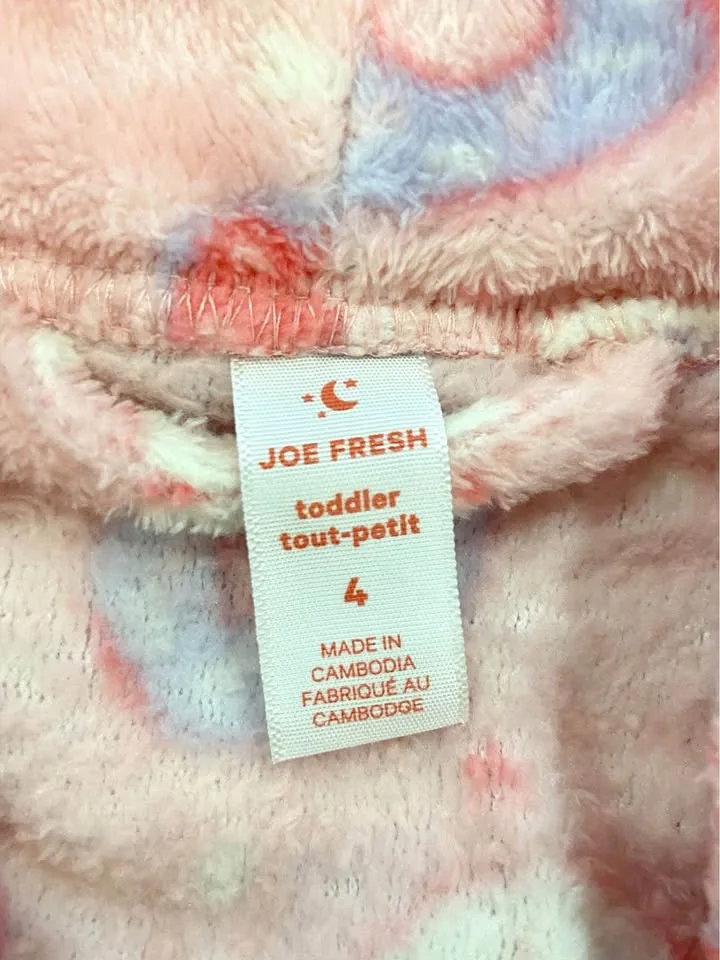 JOE FRESH
toddler
tout-petit
4
MADE IN
CAMBODIA
FABRIQUÉ AU
CAMBODGE